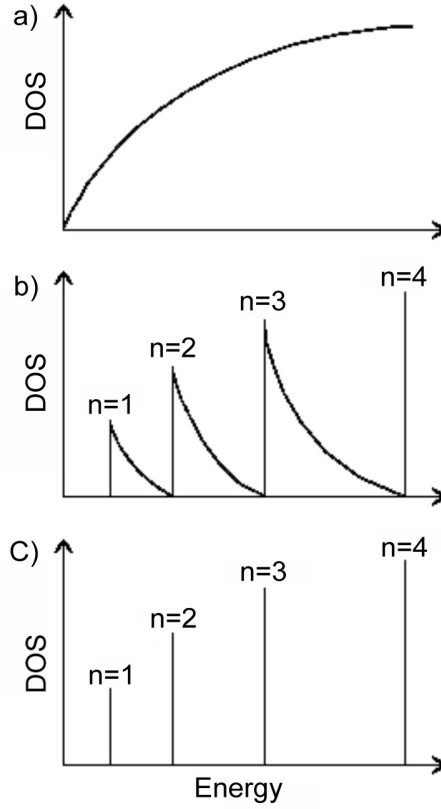 a)
DOS
b)
DOS
n=1
n=2
n=3
n=4
C)
DOS
n=1
n=2
n=3
n=4
Energy